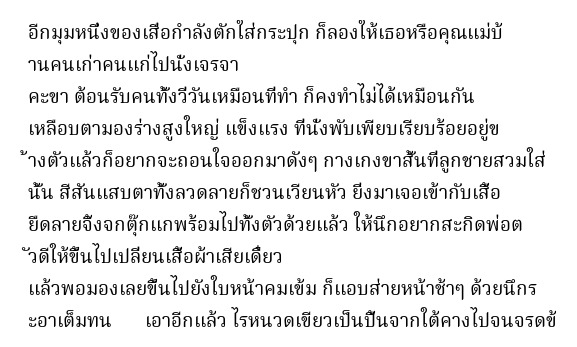 อีกมุมหนึ่งของเสื่อกำลังตักใส่กระปุก ก็ลองให้เธอหรือคุณแม่บ้
านคนเก่าคนแก่ไปนั่งเจรจา
คะขา ต้อนรับคนทั้งวี่วันเหมือนที่ทำ ก็คงทำไม่ได้เหมือนกัน
เหลือบตามองร่างสูงใหญ่ แข็งแรง ที่นั่งพับเพียบเรียบร้อยอยู่ข
้างตัวแล้วก็อยากจะถอนใจออกมาดังๆ กางเกงขาสั้นที่ลูกชายสวมใส่
นั้น สีสันแสบตาทั้งลวดลายก็ชวนเวียนหัว ยิ่งมาเจอเข้ากับเสื้อ
ยืดลายจิ้งจกตุ๊กแกพร้อมไปทั้งตัวด้วยแล้ว ให้นึกอยากสะกิดพ่อต
ัวดีให้ขึ้นไปเปลี่ยนเสื้อผ้าเสียเดี๋ยว
แล้วพอมองเลยขึ้นไปยังใบหน้าคมเข้ม ก็แอบส่ายหน้าช้าๆ ด้วยนึกร
ะอาเต็มทน เอาอีกแล้ว ไรหนวดเขียวเป็นปื้นจากใต้คางไปจนจรดข้